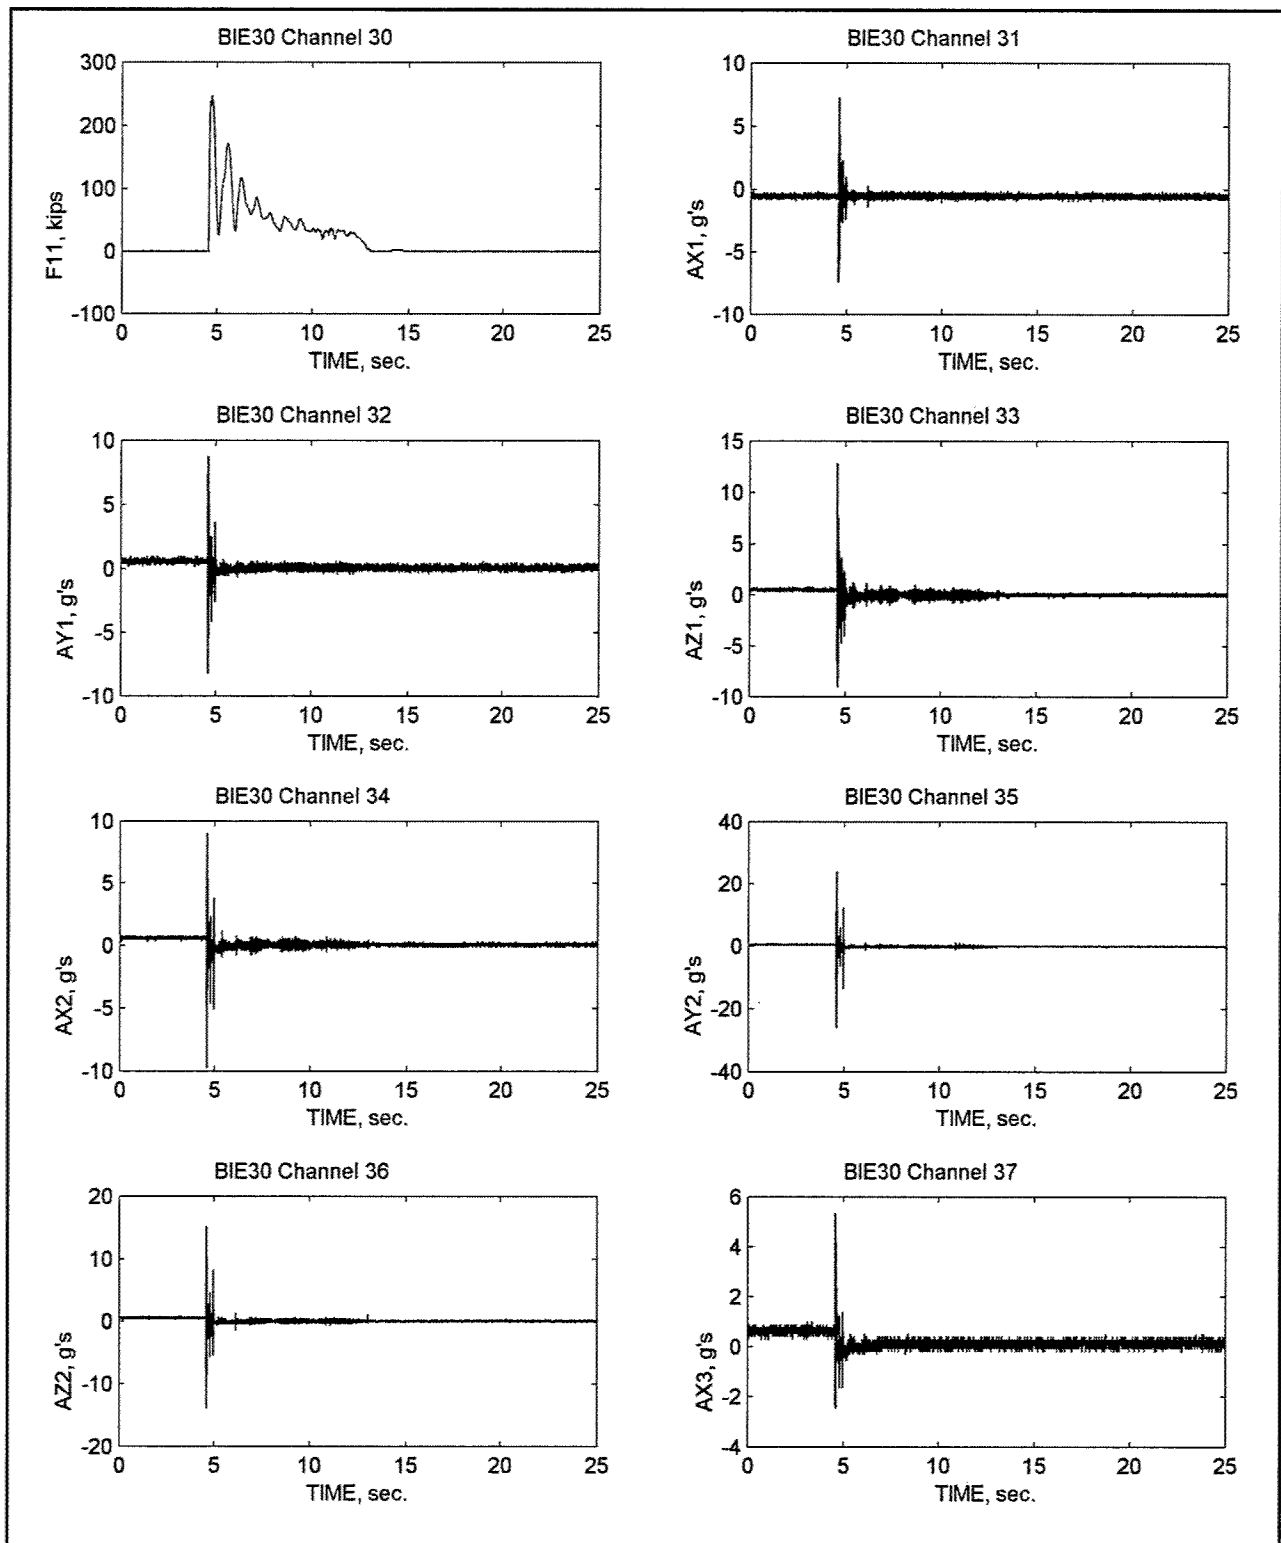 BIE30 Channel 30
300
200
100
0
-100
F11, kips
0 5 10 15 20 25
TIME, sec.
BIE30 Channel 31
10
5
0
-5
-10
AX1, g's
0 5 10 15 20 25
TIME, sec.
BIE30 Channel 32
10
5
0
-5
-10
AY1, g's
0 5 10 15 20 25
TIME, sec.
BIE30 Channel 33
15
10
5
0
-5
-10
AZ1, g's
0 5 10 15 20 25
TIME, sec.
BIE30 Channel 34
10
5
0
-5
-10
AX2, g's
0 5 10 15 20 25
TIME, sec.
BIE30 Channel 35
40
20
0
-20
-40
AY2, g's
0 5 10 15 20 25
TIME, sec.
BIE30 Channel 36
20
10
0
-10
-20
AZ2, g's
0 5 10 15 20 25
TIME, sec.
BIE30 Channel 37
6
4
2
0
-2
-4
AX3, g's
0 5 10 15 20 25
TIME, sec.